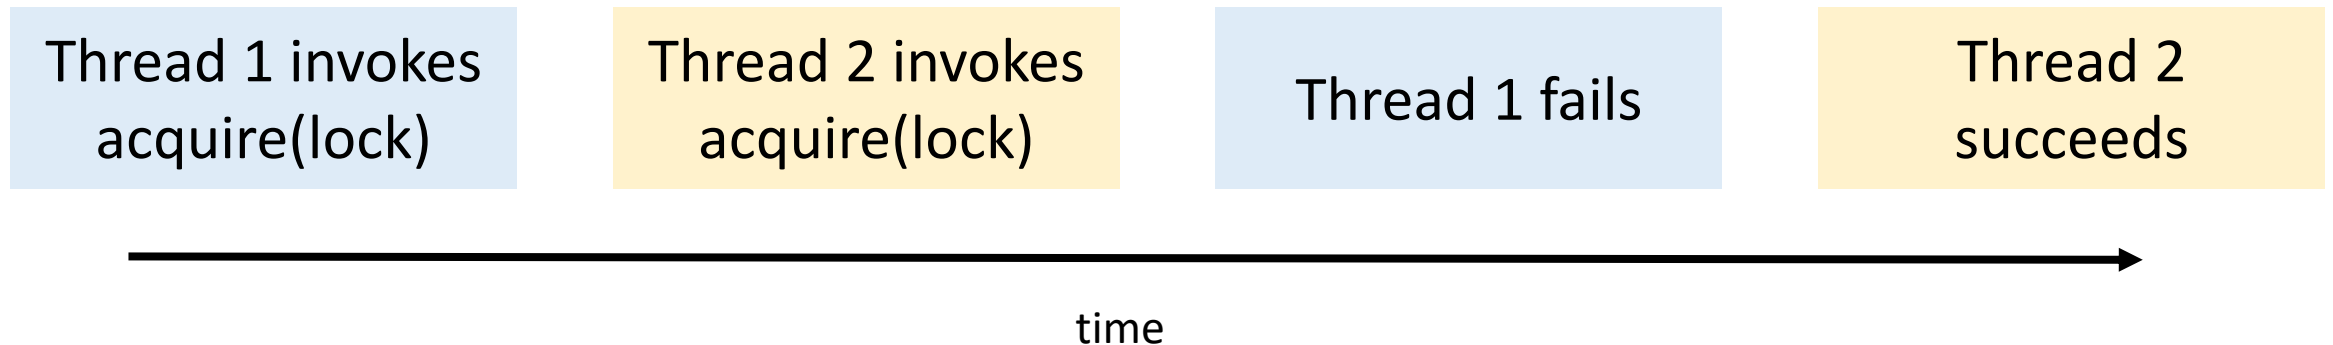 Thread 1 invokes
acquire(lock)
Thread 2 invokes
acquire(lock)
Thread 1 fails
Thread 2
succeeds
time